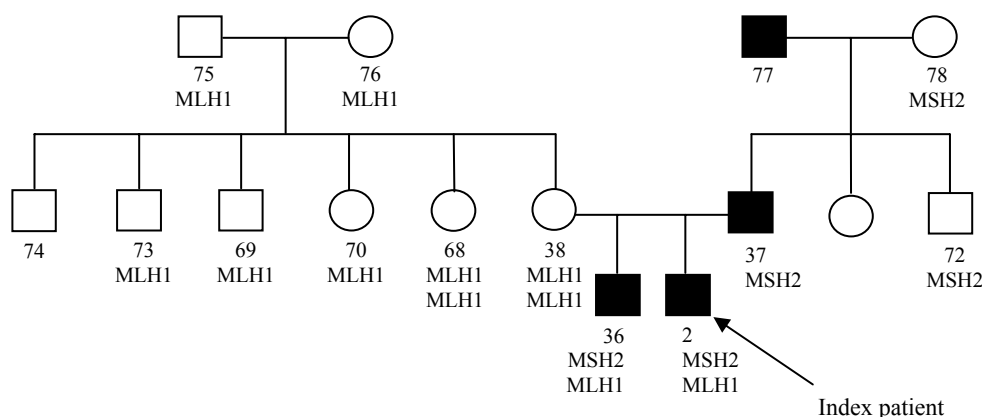 75 76 77 78
MLH1 MLH1 MSH2
74 73 69 70 68 38 37 72
MLH1 MLH1 MLH1 MLH1 MLH1 MSH2 MSH2
MLH1 MLH1
36 2
MSH2 MSH2
MLH1 MLH1
Index patient